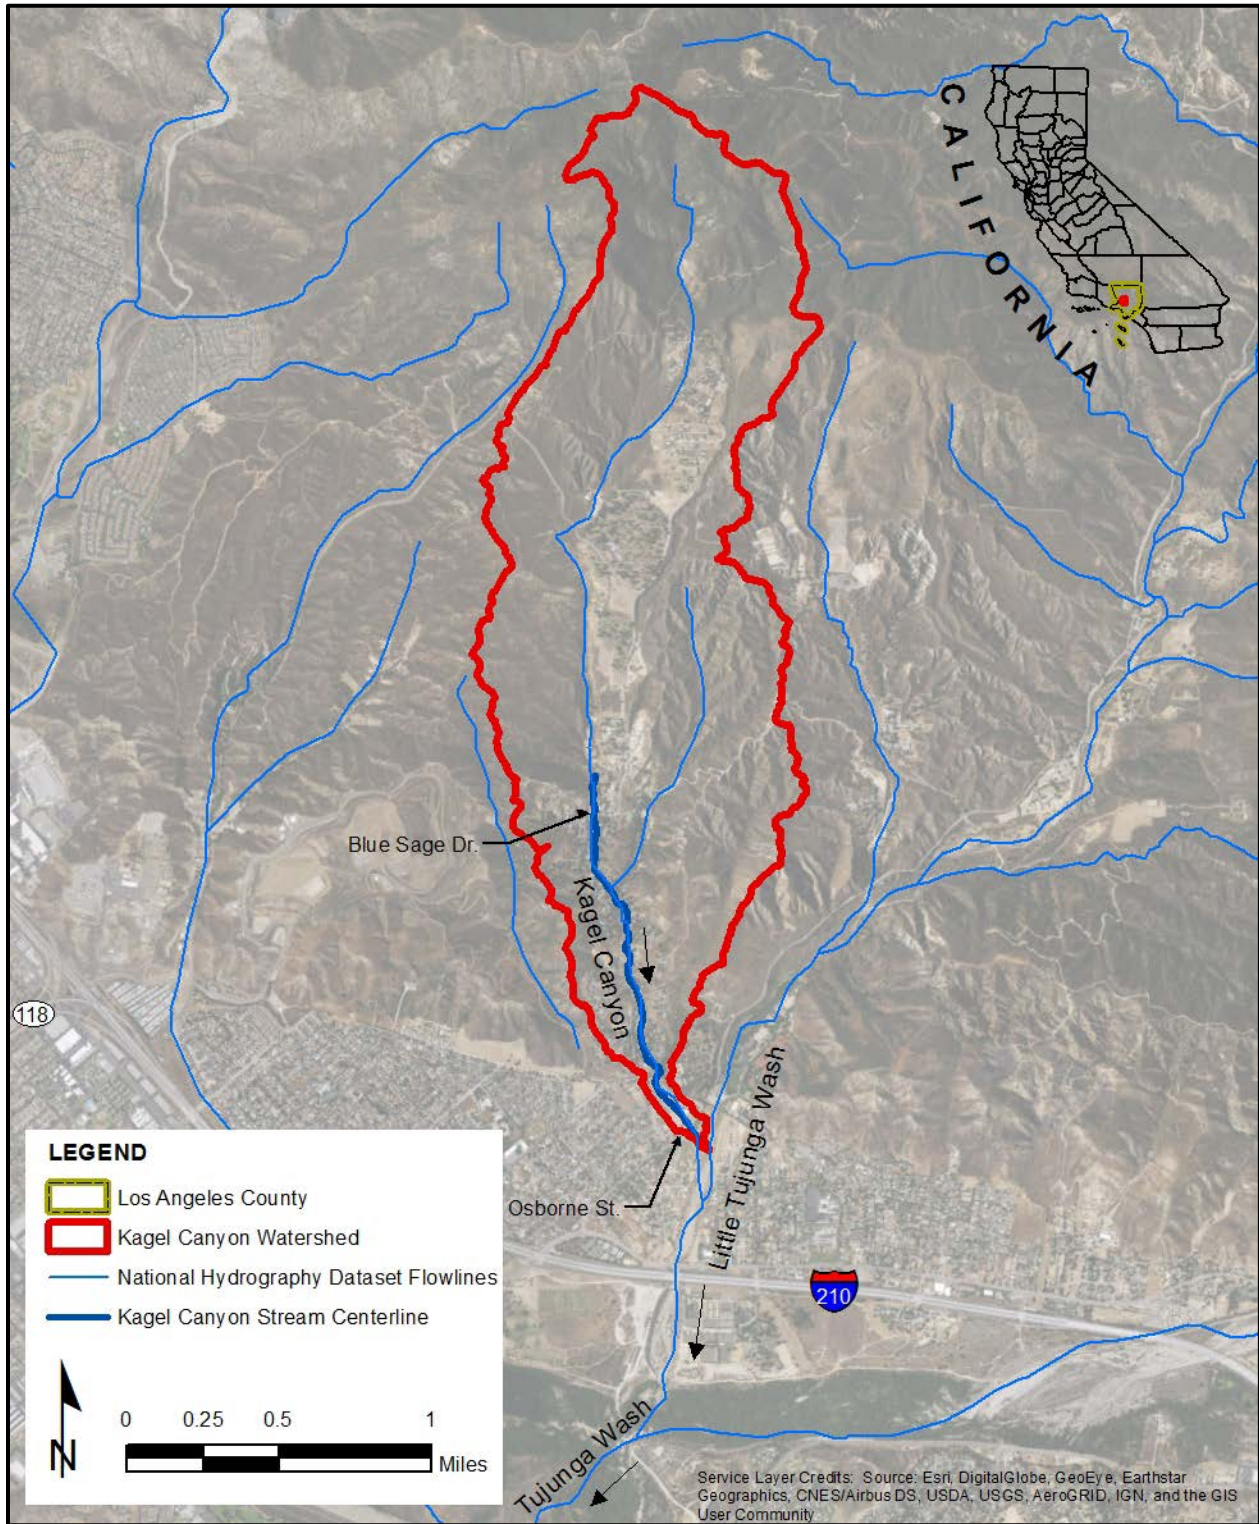 CALIFORNIA
Blue Sage Dr.
Kagel Canyon
118
Little Tujunga Wash
Osborne St.
210
Tujunga Wash
LEGEND
Los Angeles County
Kagel Canyon Watershed
National Hydrography Dataset Flowlines
Kagel Canyon Stream Centerline
N
0 0.25 0.5 1
Miles
Service Layer Credits: Source: Esri, DigitalGlobe, GeoEye, Earthstar
Geographics, CNES/Airbus DS, USDA, USGS, AeroGRID, IGN, and the GIS
User Community